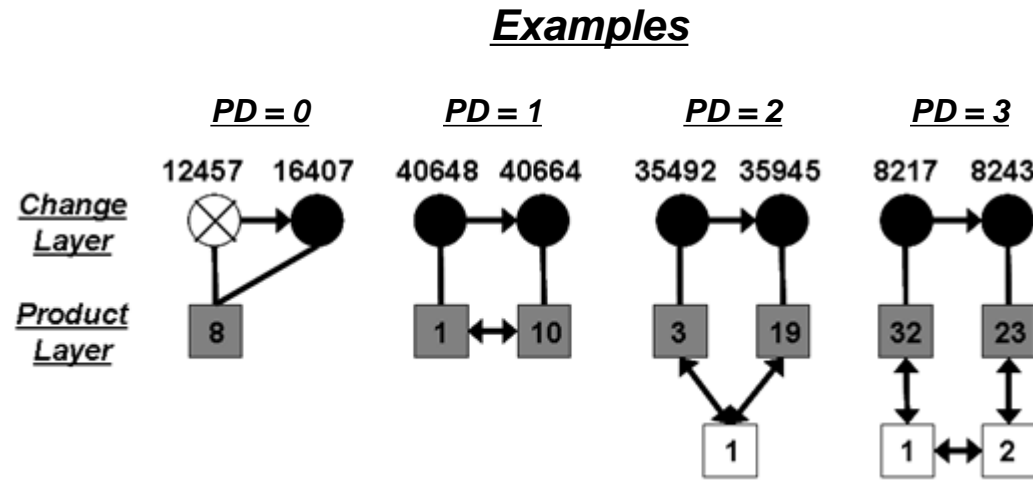 Examples
PD = 0 PD = 1 PD = 2 PD = 3
12457 16407 40648 40664 35492 35945 8217 8243
Change
Layer
Product
Layer
8 1 10 3 19 32 23
1 1 2